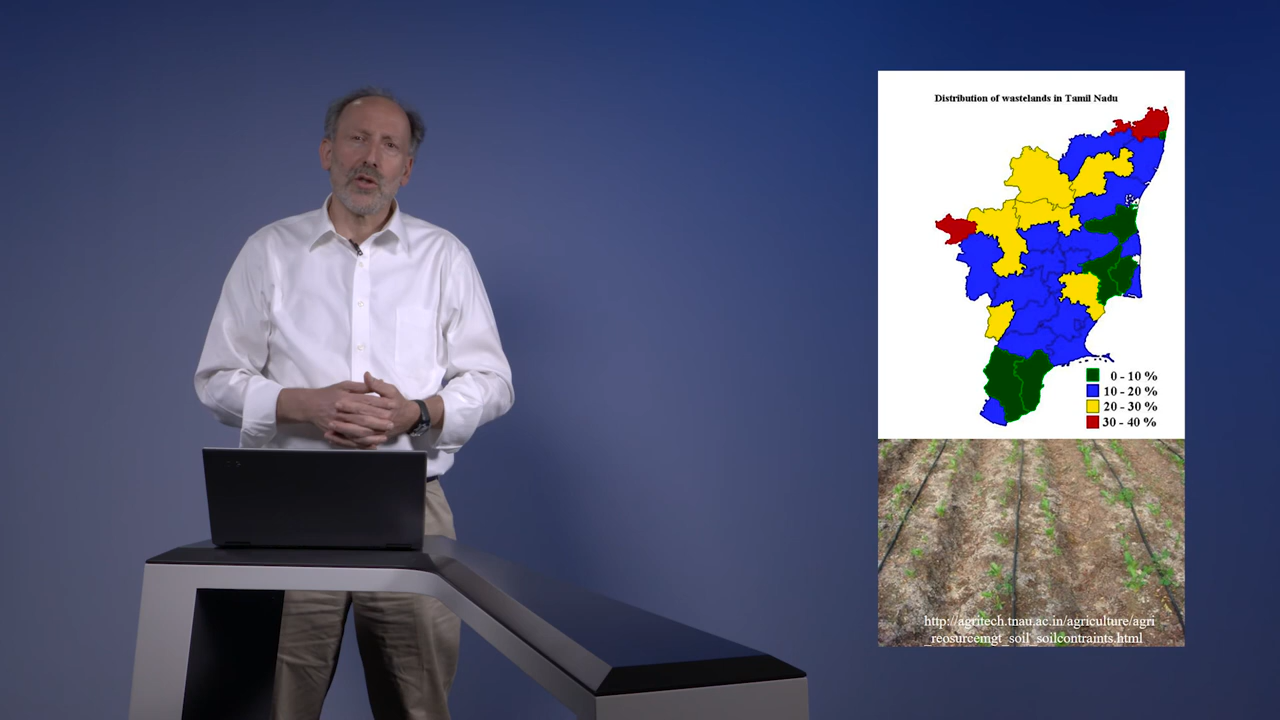 Distribution of wastelands in Tamil Nadu
0 - 10 %
10 - 20 %
20 - 30 %
30 - 40 %
http://agritech.tnau.ac.in/agriculture/agri
_reosurcemgt_soil_soilcontraints.html